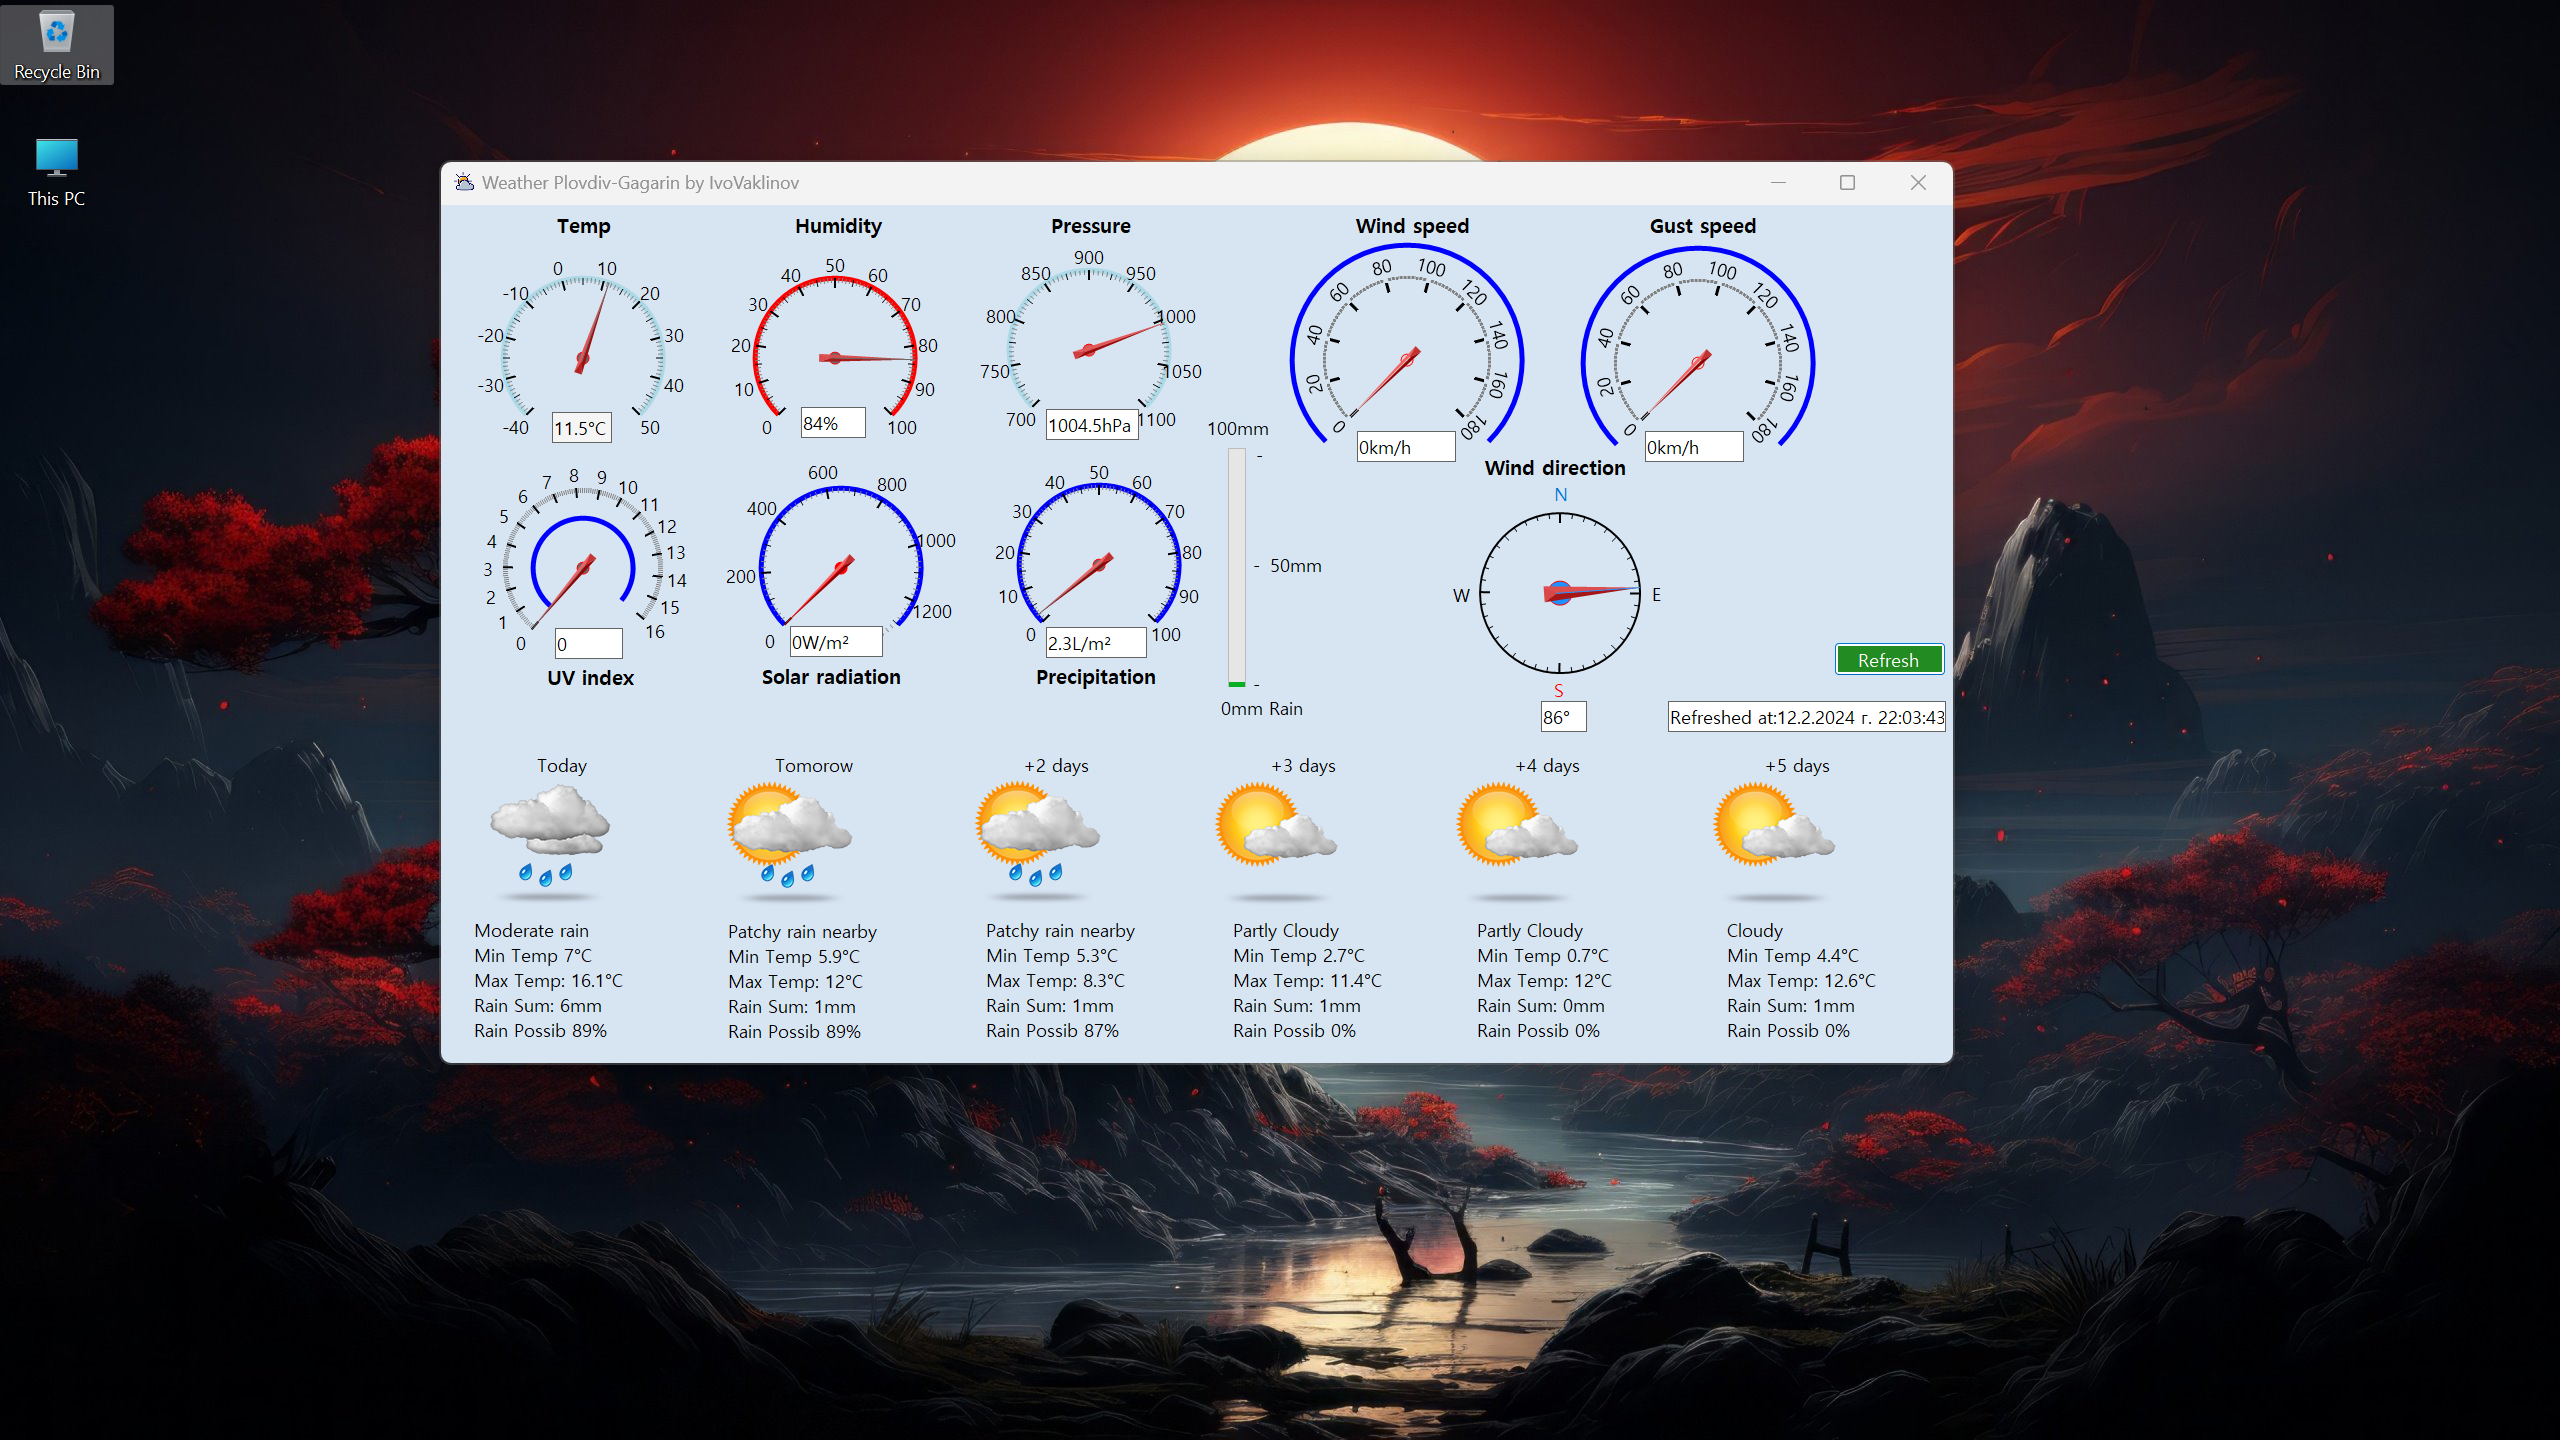 Recycle Bin
This PC
Weather Plovdiv-Gagarin by IvoVaklinov
Temp
-40 -30 -20 -10 0 10 20 30 40 50
11.5°C
Humidity
0 10 20 30 40 50 60 70 80 90 100
84%
Pressure
700 750 800 850 900 950 1000 1050 1100
1004.5hPa
Wind speed
0 20 40 60 80 100 120 140 160 180
0km/h
Gust speed
0 20 40 60 80 100 120 140 160 180
0km/h
0 1 2 3 4 5 6 7 8 9 10 11 12 13 14 15 16
0
UV index
0 200 400 600 800 1000 1200
0W/m²
Solar radiation
0 10 20 30 40 50 60 70 80 90 100
2.3L/m²
Precipitation
100mm
-
- 50mm
-
0mm Rain
Wind direction
N
W
E
S
86°
Refresh
Refreshed at:12.2.2024 г. 22:03:43
Today
Moderate rain
Min Temp 7°C
Max Temp: 16.1°C
Rain Sum: 6mm
Rain Possib 89%
Tomorow
Patchy rain nearby
Min Temp 5.9°C
Max Temp: 12°C
Rain Sum: 1mm
Rain Possib 89%
+2 days
Patchy rain nearby
Min Temp 5.3°C
Max Temp: 8.3°C
Rain Sum: 1mm
Rain Possib 87%
+3 days
Partly Cloudy
Min Temp 2.7°C
Max Temp: 11.4°C
Rain Sum: 1mm
Rain Possib 0%
+4 days
Partly Cloudy
Min Temp 0.7°C
Max Temp: 12°C
Rain Sum: 0mm
Rain Possib 0%
+5 days
Cloudy
Min Temp 4.4°C
Max Temp: 12.6°C
Rain Sum: 1mm
Rain Possib 0%